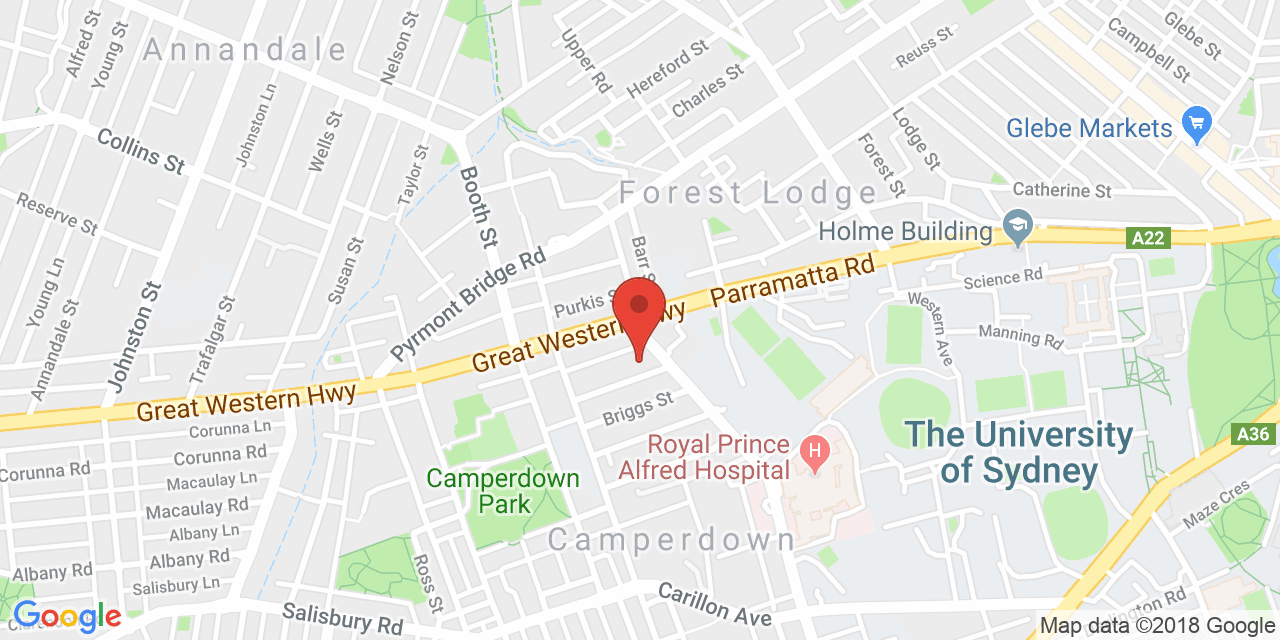 Alfred St
Young St
Nelson St
Annandale
Upper Rd
Hereford St
Charles St
Reuss St
Glebe St
Campbell St
Johnston Ln
Wells St
Collins St
Taylor St
Glebe Markets
Lodge St
Forest St
Catherine St
Forest Lodge
Reserve St
Booth St
Holme Building
A22
Susan St
Pyrmont Bridge Rd
Barr S
Parramatta Rd
Science Rd
Young Ln
Annandale St
Johnston St
Trafalgar St
Purkis S
Western Ave
Manning Rd
Great Western Hwy
Great Western Hwy
Corunna Ln
Briggs St
The University
of Sydney
A36
Corunna Rd
Corunna Rd
Royal Prince
Alfred Hospital
H
Macaulay Ln
Camperdown
Park
Macaulay Rd
Maze Cres
Albany Ln
Camperdown
Albany Rd
Albany Rd
Salisbury Ln
Ross St
Carillon Ave
Salisbury Rd
Google
Map data ©2018 Google